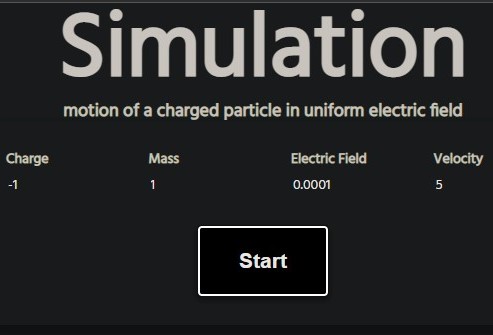 Simulation
motion of a charged particle in uniform electric field
Charge Mass Electric Field Velocity
-1 1 0.0001 5
Start